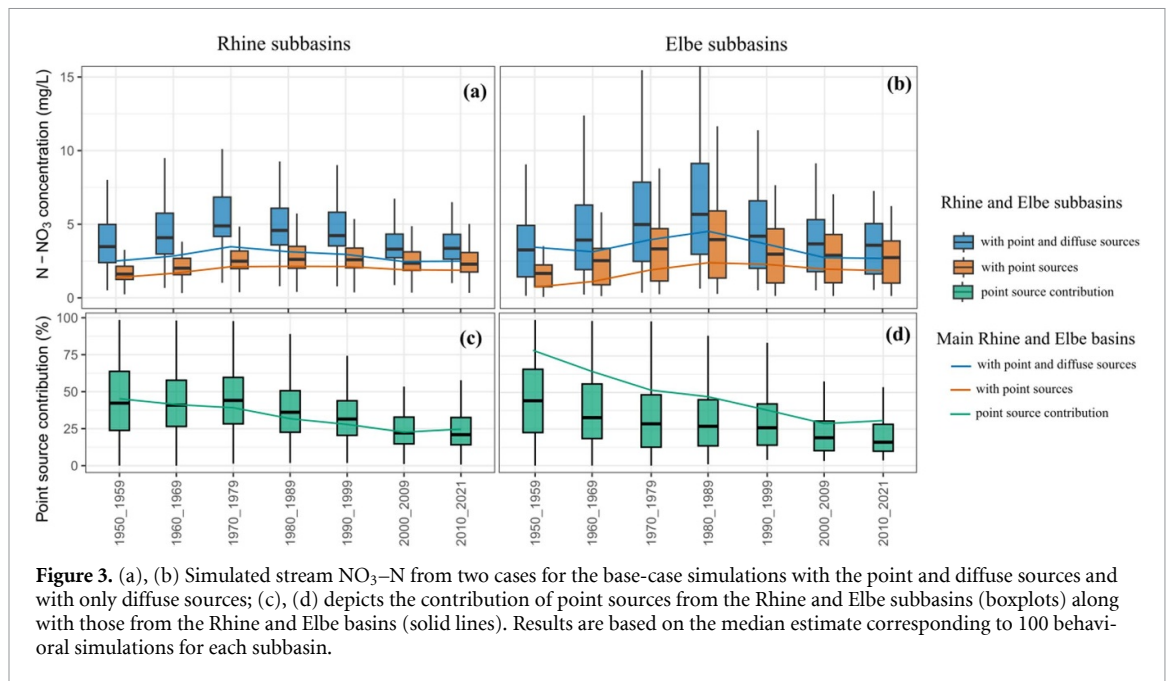 Rhine subbasins
Elbe subbasins
N − NO3 concentration (mg/L)
15
10
5
0
(a)
(b)
Point source contribution (%)
100
75
50
25
0
(c)
(d)
1950_1959
1960_1969
1970_1979
1980_1989
1990_1999
2000_2009
2010_2021
1950_1959
1960_1969
1970_1979
1980_1989
1990_1999
2000_2009
2010_2021
Rhine and Elbe subbasins
with point and diffuse sources
with point sources
point source contribution
Main Rhine and Elbe basins
with point and diffuse sources
with point sources
point source contribution
Figure 3. (a), (b) Simulated stream NO₃–N from two cases for the base-case simulations with the point and diffuse sources and
with only diffuse sources; (c), (d) depicts the contribution of point sources from the Rhine and Elbe subbasins (boxplots) along
with those from the Rhine and Elbe basins (solid lines). Results are based on the median estimate corresponding to 100 behavi-
oral simulations for each subbasin.